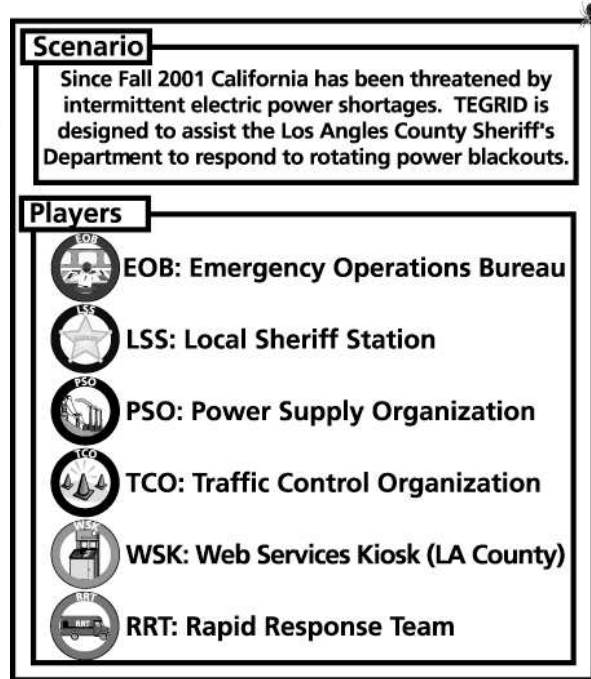 Scenario
Since Fall 2001 California has been threatened by
intermittent electric power shortages. TEGRID is
designed to assist the Los Angeles County Sheriff's
Department to respond to rotating power blackouts.
Players
EOB
EOB: Emergency Operations Bureau
LSS
LSS: Local Sheriff Station
PSO
PSO: Power Supply Organization
TCO
TCO: Traffic Control Organization
WSK
WSK: Web Services Kiosk (LA County)
RRT
RRT
RRT: Rapid Response Team